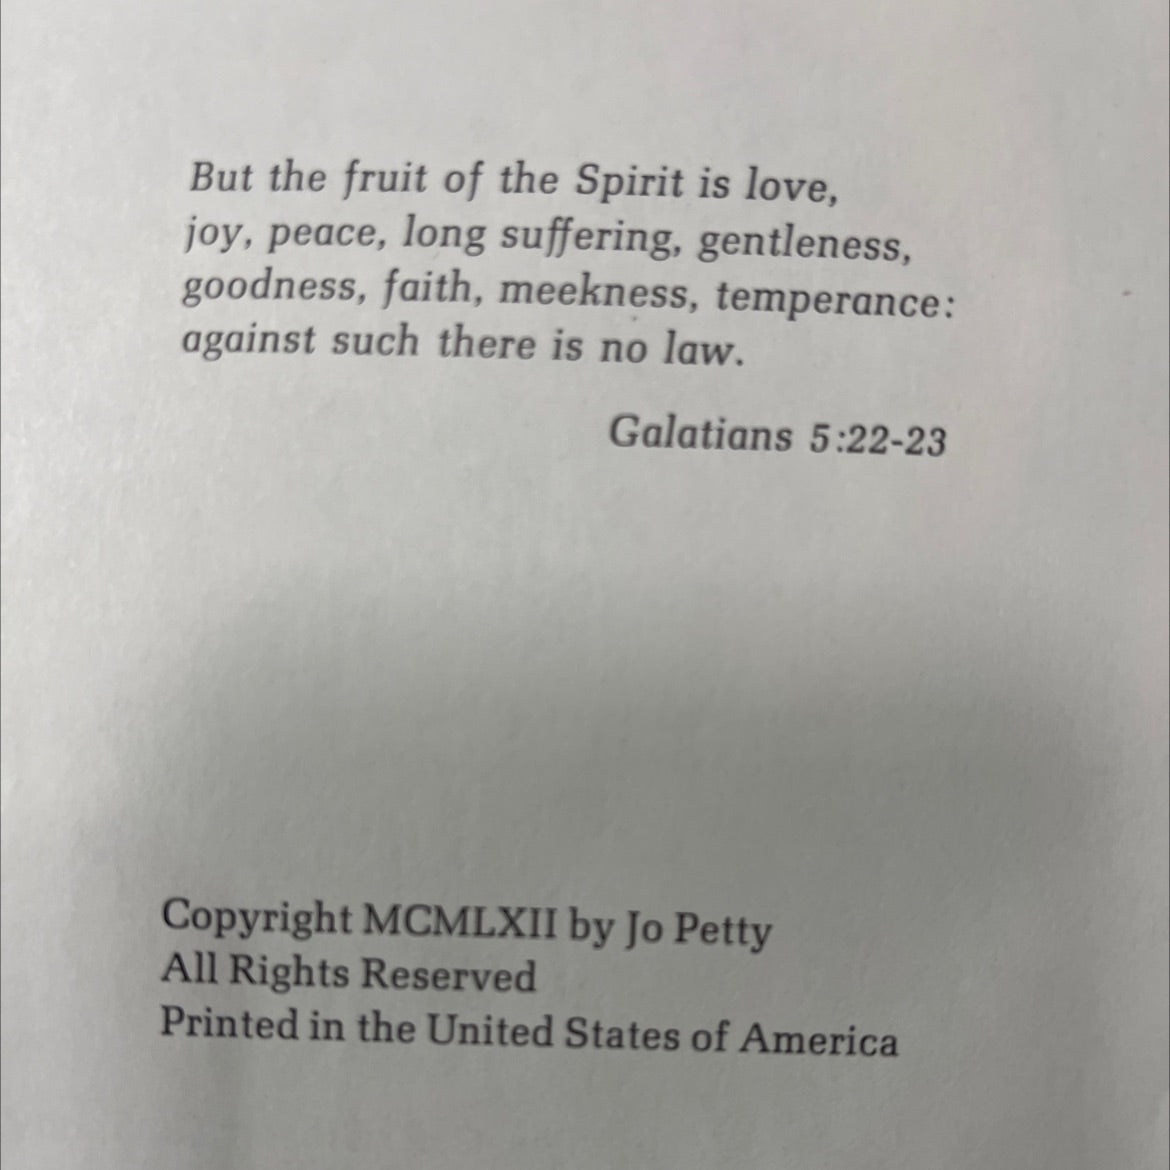 But the fruit of the Spirit is love,
joy, peace, long suffering, gentleness,
goodness, faith, meekness, temperance:
against such there is no law.
Galatians 5:22-23
Copyright MCMLXII by Jo Petty
All Rights Reserved
Printed in the United States of America